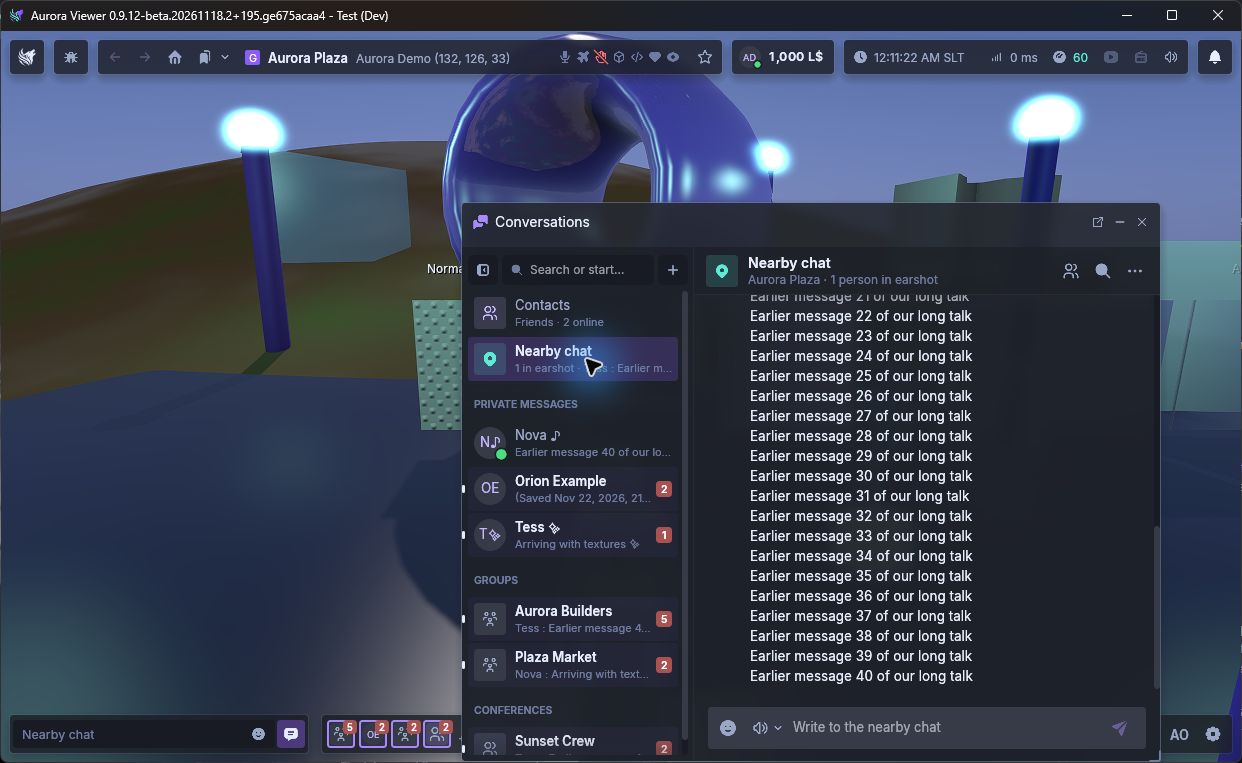 Aurora Viewer 0.9.12-beta.20261118.2+195.ge675acaa4 - Test (Dev)
G Aurora Plaza Aurora Demo (132, 126, 33)
AD 1,000 L$
12:11:22 AM SLT 0 ms 60
Norma
Conversations
Search or start...
Contacts
Friends · 2 online
Nearby chat
1 in earshot · : Earlier m...
PRIVATE MESSAGES
N♪ Nova ♪
Earlier message 40 of our lo...
OE Orion Example
(Saved Nov 22, 2026, 21... 2
T Tess
Arriving with textures 1
GROUPS
Aurora Builders
Tess : Earlier message 4... 5
Plaza Market
Nova : Arriving with text... 2
CONFERENCES
Sunset Crew
2
Nearby chat
Aurora Plaza · 1 person in earshot
Earlier message 21 of our long talk
Earlier message 22 of our long talk
Earlier message 23 of our long talk
Earlier message 24 of our long talk
Earlier message 25 of our long talk
Earlier message 26 of our long talk
Earlier message 27 of our long talk
Earlier message 28 of our long talk
Earlier message 29 of our long talk
Earlier message 30 of our long talk
Earlier message 31 of our long talk
Earlier message 32 of our long talk
Earlier message 33 of our long talk
Earlier message 34 of our long talk
Earlier message 35 of our long talk
Earlier message 36 of our long talk
Earlier message 37 of our long talk
Earlier message 38 of our long talk
Earlier message 39 of our long talk
Earlier message 40 of our long talk
Write to the nearby chat
Nearby chat
5 OE 2 2 2
AO